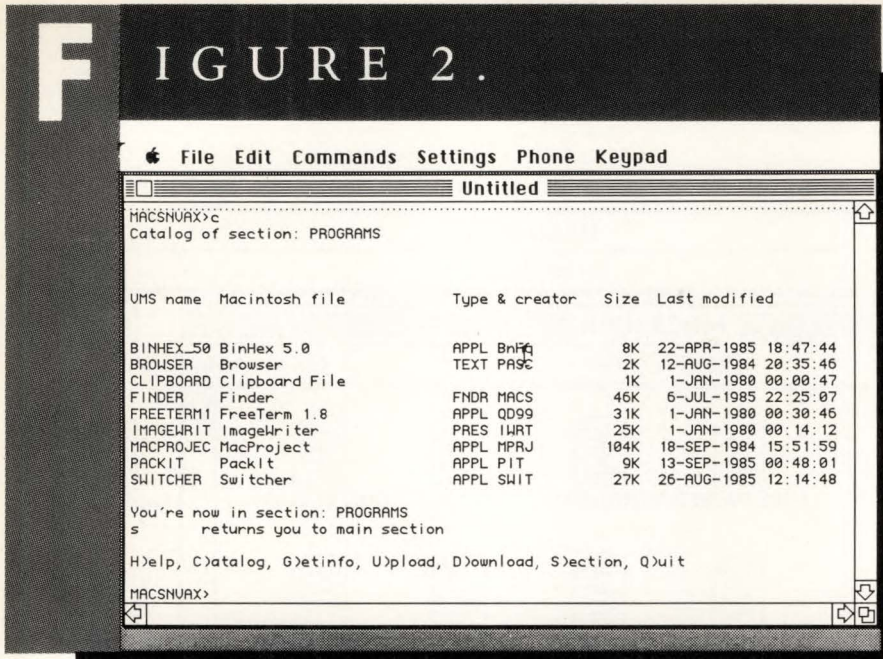 FIGURE 2.
File Edit Commands Settings Phone Keypad
Untitled
MACSNVAX>c
Catalog of section: PROGRAMS
VMS name Macintosh file Type & creator Size Last modified
BINHEX_50 BinHex 5.0 APPL 8K 22-APR-1985 18:47:44
BROWSER Browser TEXT PASC 2K 12-AUG-1984 20:35:46
CLIPBOARD Clipboard File 1K 1-JAN-1980 00:00:47
FINDER Finder FNDR MACS 46K 6-JUL-1985 22:25:07
FREETERM1 FreeTerm 1.8 APPL QD99 31K 1-JAN-1980 00:30:46
IMAGEWRIT ImageWriter PRES IWRT 25K 1-JAN-1980 00:14:12
MACPROJEC MacProject APPL MPRJ 104K 18-SEP-1984 15:51:59
PACKIT PackIt APPL PIT 9K 13-SEP-1985 00:48:01
SWITCHER Switcher APPL SWIT 27K 26-AUG-1985 12:14:48
You're now in section: PROGRAMS
s returns you to main section
H)elp, C)atalog, G)etinfo, U)pload, D)ownload, S)ection, Q)uit
MACSNVAX>